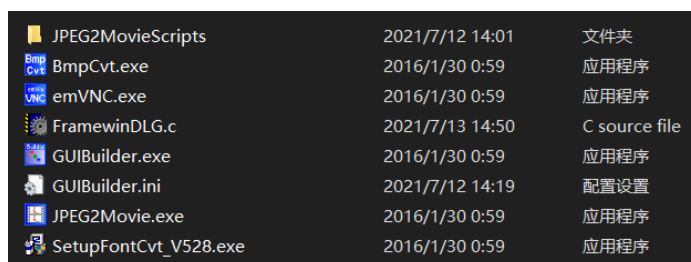 JPEG2MovieScripts 2021/7/12 14:01 文件夹
Bmp Cvt BmpCvt.exe 2016/1/30 0:59 应用程序
emWin VNC emVNC.exe 2016/1/30 0:59 应用程序
FramewinDLG.c 2021/7/13 14:50 C source file
GUIBuilder.exe 2016/1/30 0:59 应用程序
GUIBuilder.ini 2021/7/12 14:19 配置设置
JPEG2Movie.exe 2016/1/30 0:59 应用程序
SetupFontCvt_V528.exe 2016/1/30 0:59 应用程序